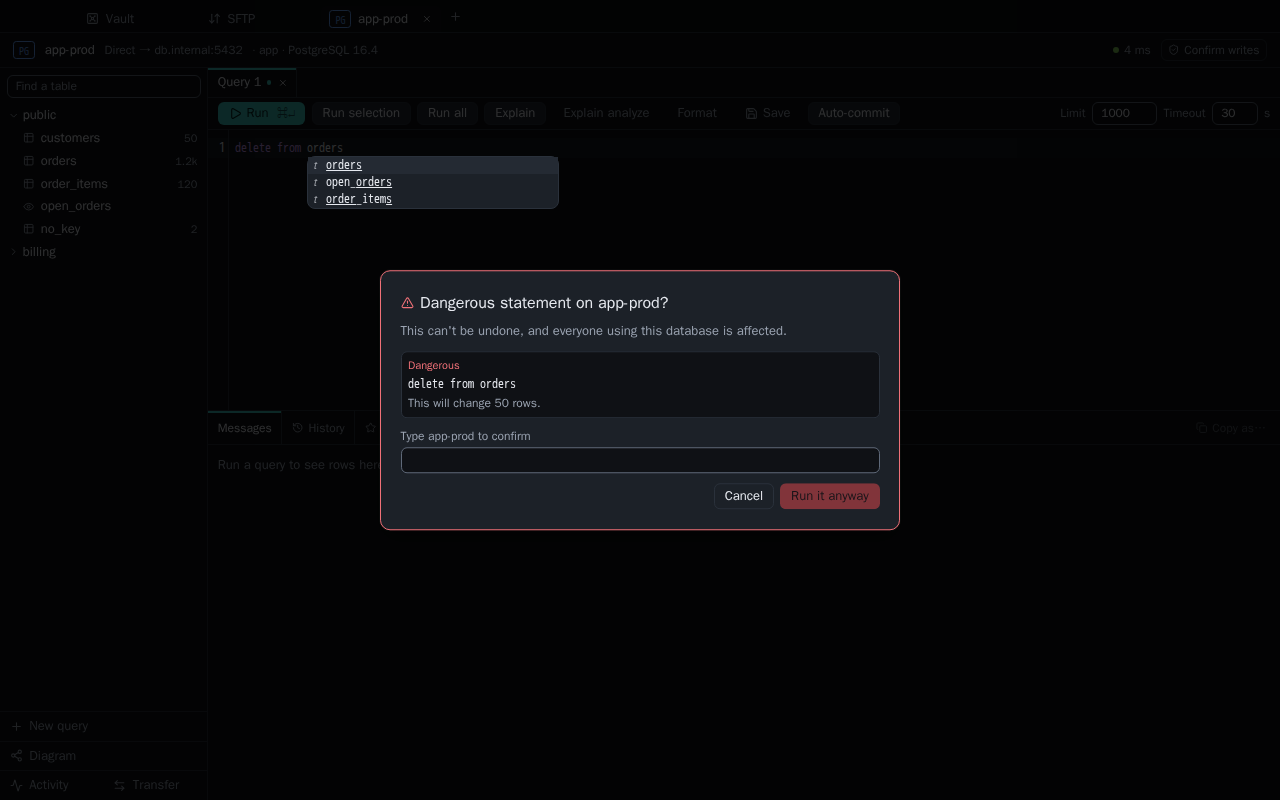 Vault
SFTP
PG app-prod × +
PG app-prod Direct → db.internal:5432 · app · PostgreSQL 16.4
4 ms
Confirm writes
Find a table
public
customers 50
orders 1.2k
order_items 120
open_orders
no_key 2
billing
Query 1 • ×
Run ⌘↵
Run selection
Run all
Explain
Explain analyze
Format
Save
Auto-commit
Limit 1000
Timeout 30 s
1 delete from orders
t orders
t open_orders
t order_items
Dangerous statement on app-prod?
This can't be undone, and everyone using this database is affected.
Dangerous
delete from orders
This will change 50 rows.
Type app-prod to confirm
Cancel
Run it anyway
Messages
History
Copy as…
Run a query to see rows here
New query
Diagram
Activity
Transfer